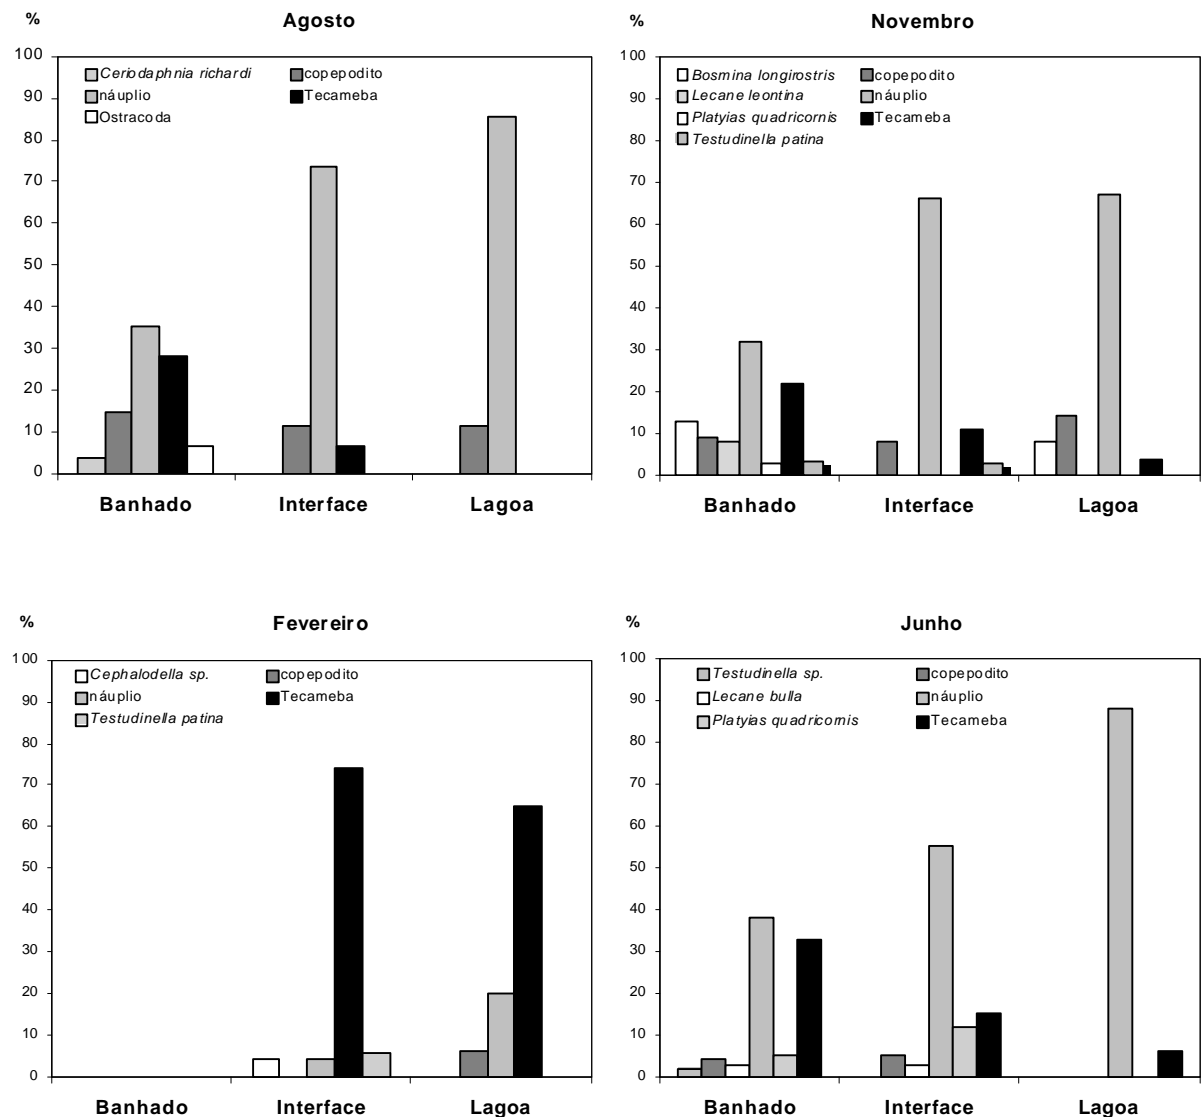 % Agosto
100
90
80
70
60
50
40
30
20
10
0
Ceriodaphnia richardi copepodito
náuplio Tecameba
Ostracoda
Banhado Interface Lagoa
% Novembro
100
90
80
70
60
50
40
30
20
10
0
Bosmina longirostris copepodito
Lecane leontina náuplio
Platyias quadricornis Tecameba
Testudinella patina
Banhado Interface Lagoa
% Fevereiro
100
90
80
70
60
50
40
30
20
10
0
Cephalodella sp. copepodito
náuplio Tecameba
Testudinella patina
Banhado Interface Lagoa
% Junho
100
90
80
70
60
50
40
30
20
10
0
Testudinella sp. copepodito
Lecane bulla náuplio
Platyias quadricornis Tecameba
Banhado Interface Lagoa